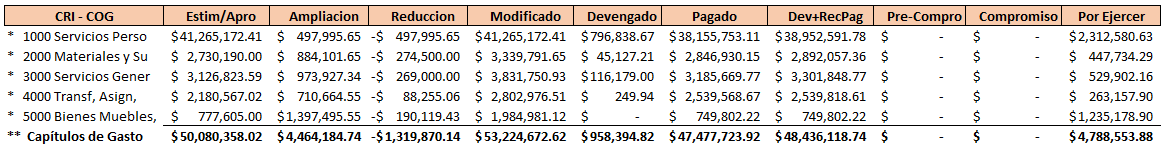 CRI - COG Estim/Apro Ampliacion Reduccion Modificado Devengado Pagado Dev+RecPag Pre-Compro Compromiso Por Ejercer
* 1000 Servicios Perso $41,265,172.41 $ 497,995.65 -$ 497,995.65 $41,265,172.41 $796,838.67 $38,155,753.11 $38,952,591.78 $ - $ - $2,312,580.63
* 2000 Materiales y Su $ 2,730,190.00 $ 884,101.65 -$ 274,500.00 $ 3,339,791.65 $ 45,127.21 $ 2,846,930.15 $ 2,892,057.36 $ - $ - $ 447,734.29
* 3000 Servicios Gener $ 3,126,823.59 $ 973,927.34 -$ 269,000.00 $ 3,831,750.93 $116,179.00 $ 3,185,669.77 $ 3,301,848.77 $ - $ - $ 529,902.16
* 4000 Transf, Asign, $ 2,180,567.02 $ 710,664.55 -$ 88,255.06 $ 2,802,976.51 $ 249.94 $ 2,539,568.67 $ 2,539,818.61 $ - $ - $ 263,157.90
* 5000 Bienes Muebles, $ 777,605.00 $1,397,495.55 -$ 190,119.43 $ 1,984,981.12 $ - $ 749,802.22 $ 749,802.22 $ - $ - $1,235,178.90
** Capítulos de Gasto $50,080,358.02 $4,464,184.74 -$1,319,870.14 $53,224,672.62 $958,394.82 $47,477,723.92 $48,436,118.74 $ - $ - $4,788,553.88